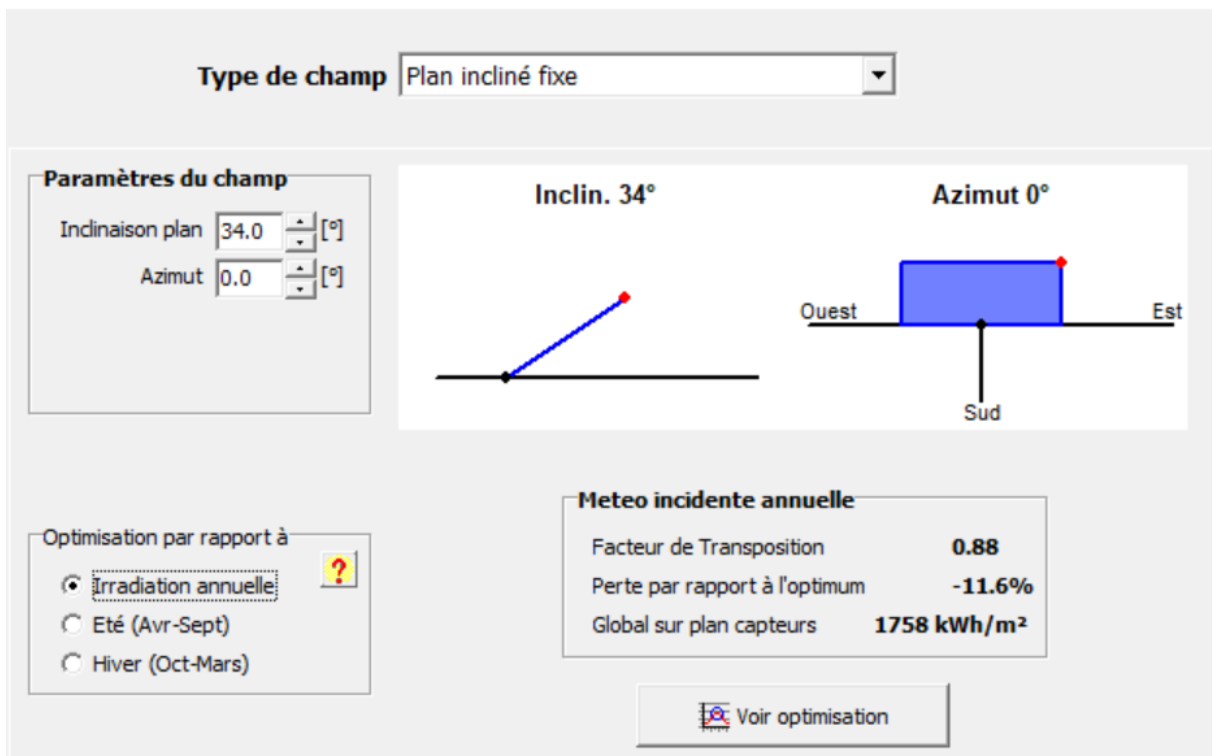 Type de champ Plan incliné fixe
Paramètres du champ
Inclinaison plan 34.0 [°]
Azimut 0.0 [°]
Inclin. 34°
Azimut 0°
Ouest
Est
Sud
Optimisation par rapport à
?
Irradiation annuelle
Eté (Avr-Sept)
Hiver (Oct-Mars)
Meteo incidente annuelle
Facteur de Transposition 0.88
Perte par rapport à l'optimum -11.6%
Global sur plan capteurs 1758 kWh/m²
Voir optimisation